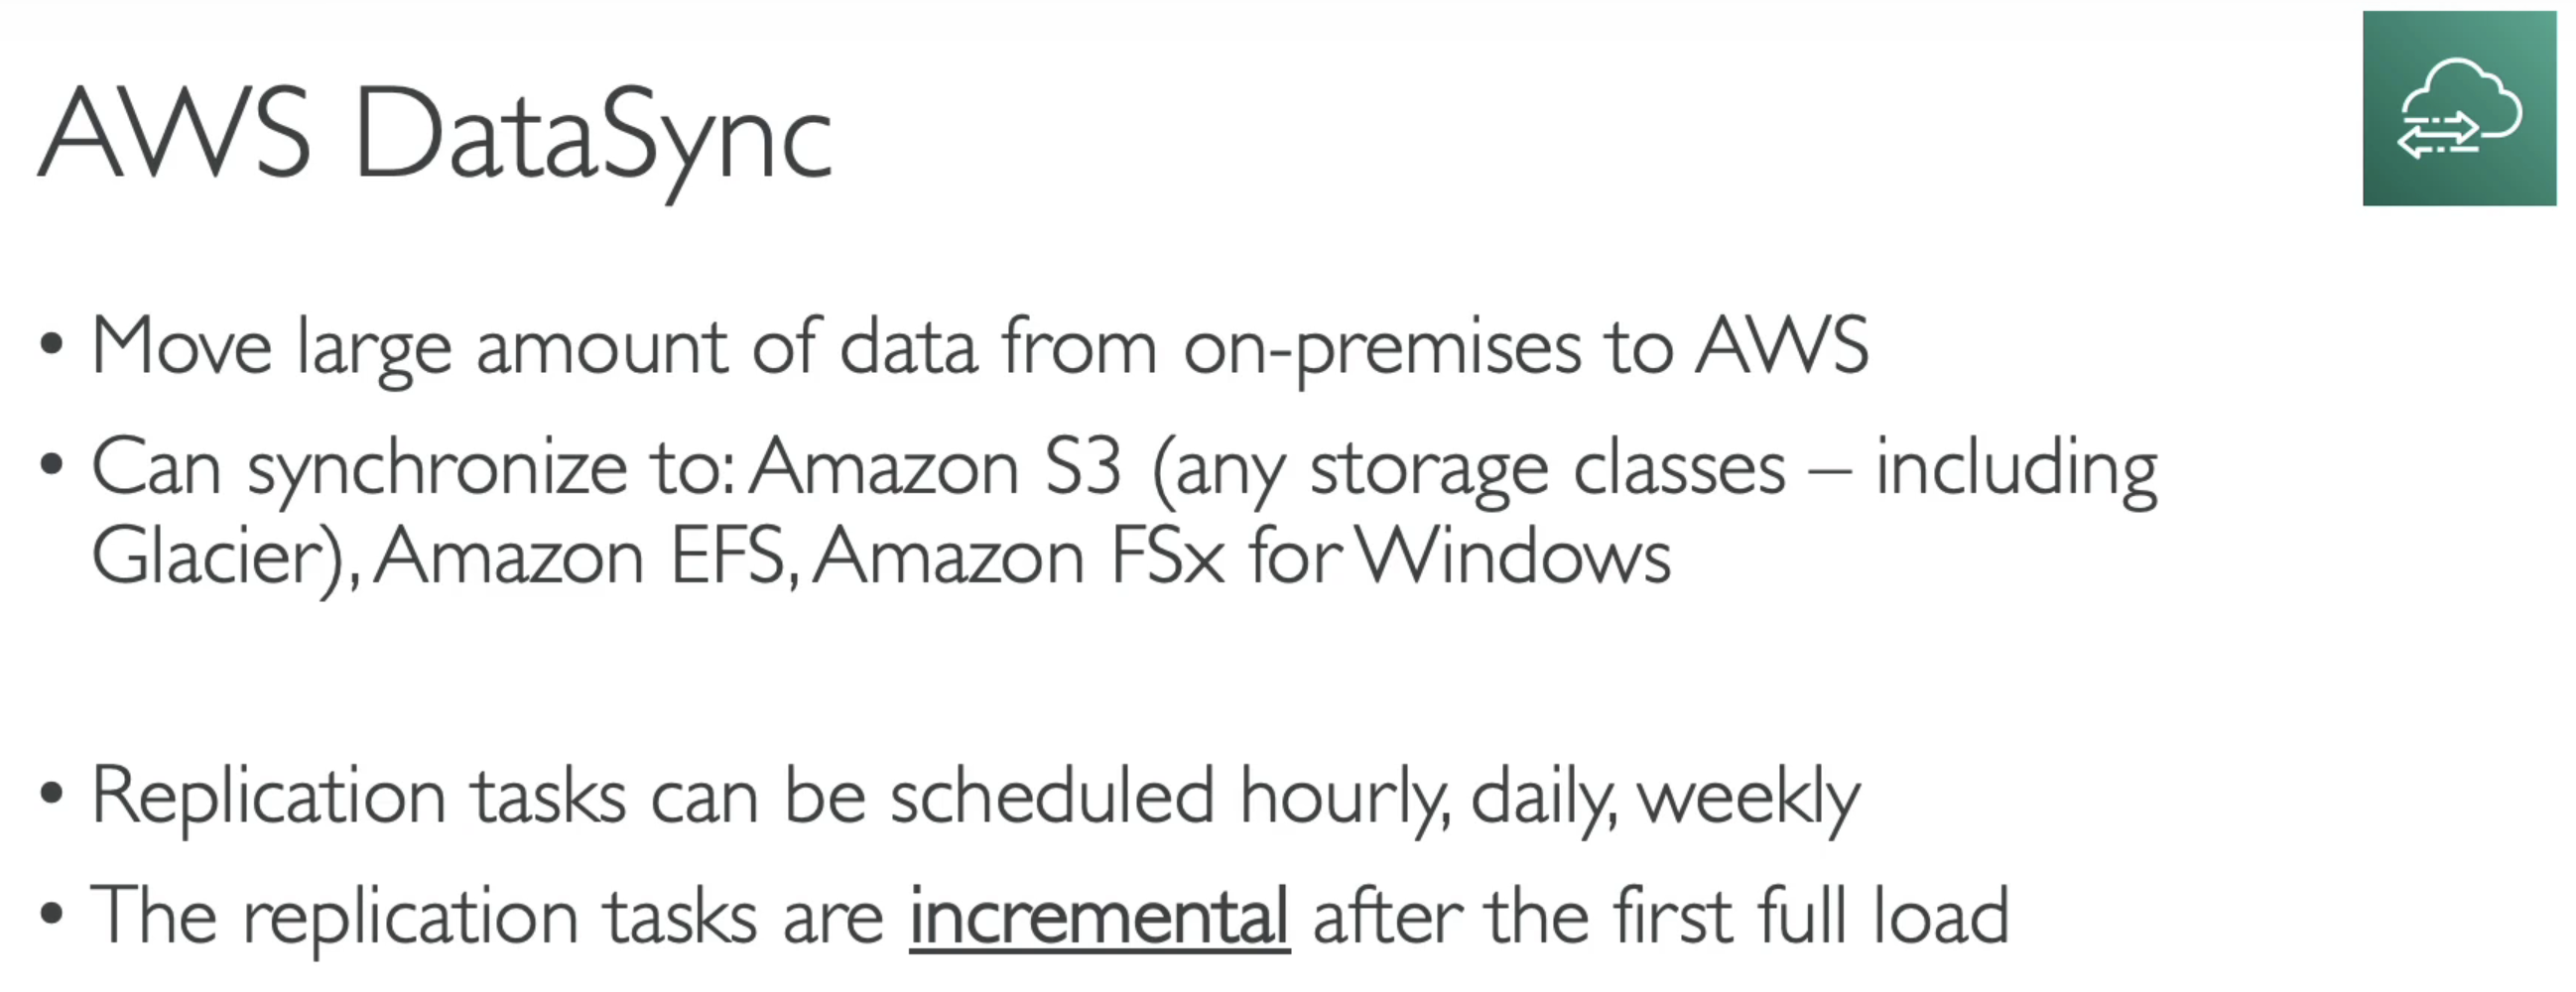 AWS DataSync
• Move large amount of data from on-premises to AWS
• Can synchronize to: Amazon S3 (any storage classes – including
Glacier), Amazon EFS, Amazon FSx for Windows
• Replication tasks can be scheduled hourly, daily, weekly
• The replication tasks are incremental after the first full load